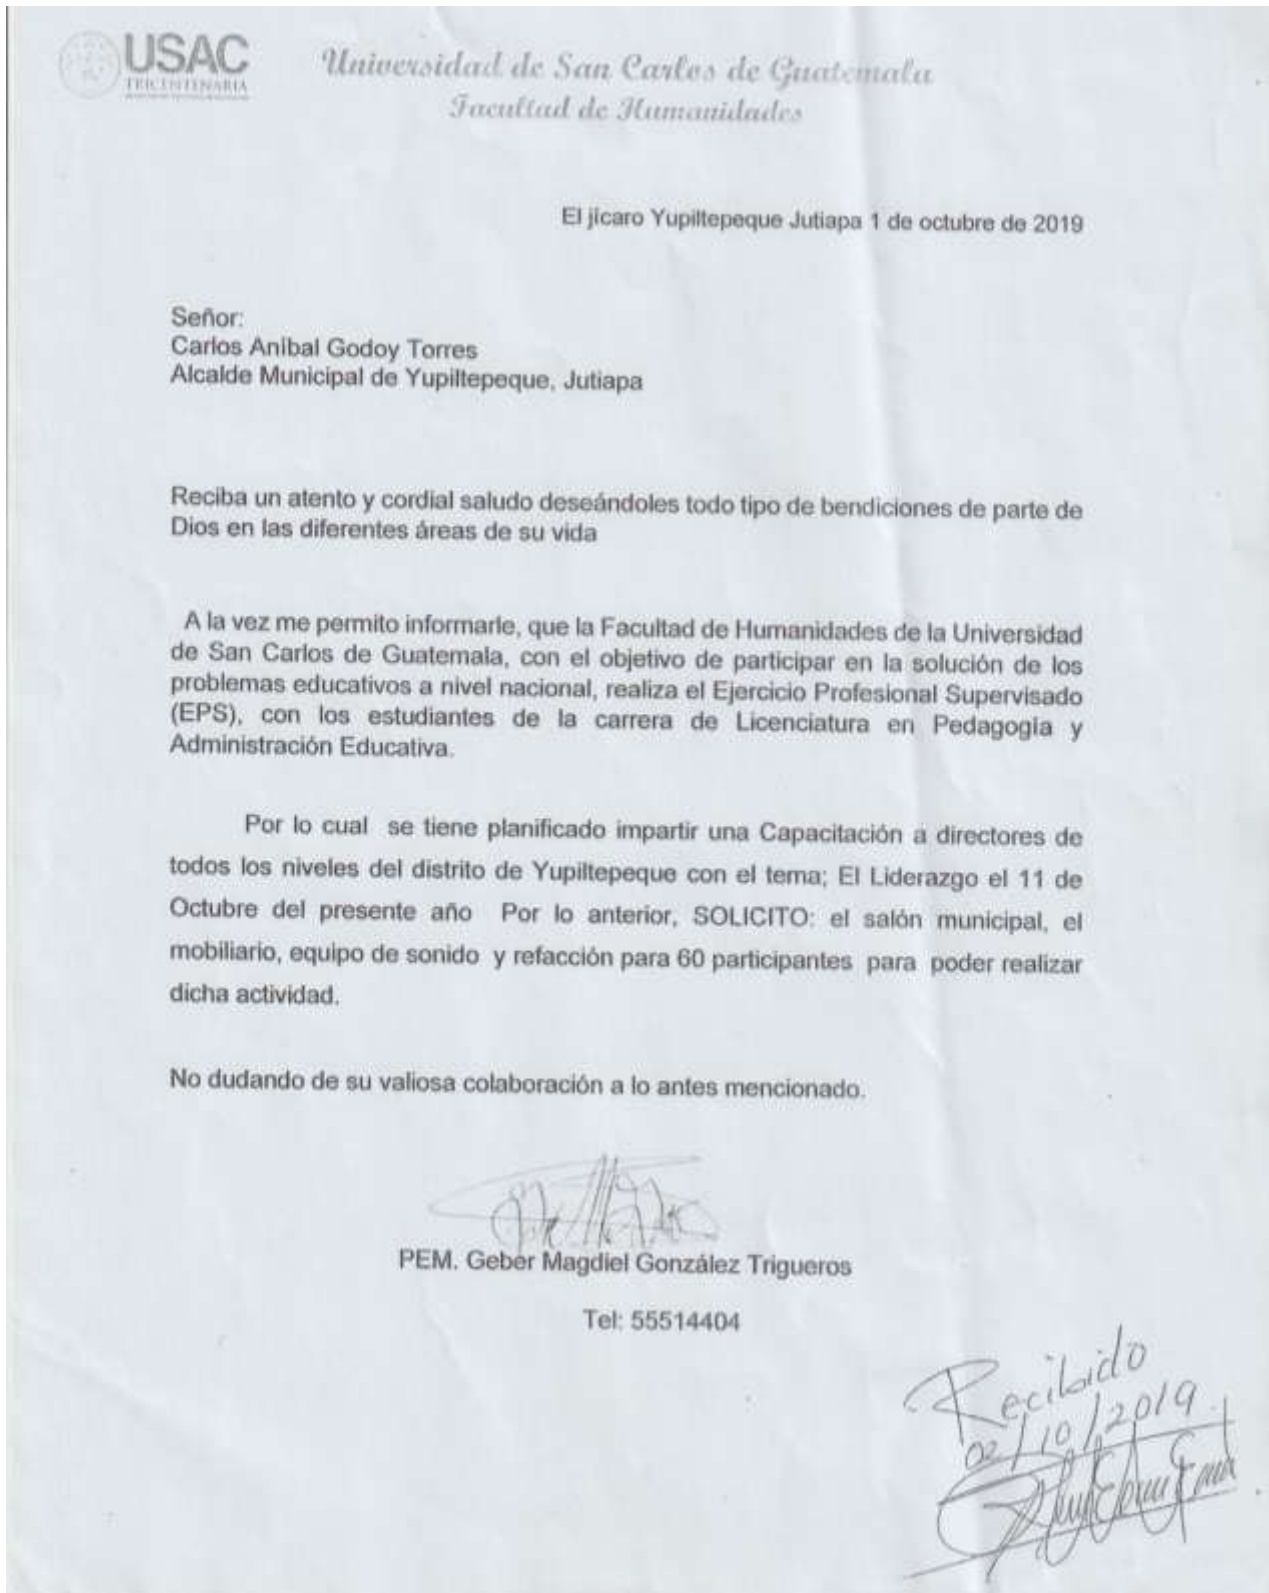 USAC
TRICENTENARIA
Universidad de San Carlos de Guatemala
Facultad de Humanidades
El jícaro Yupiltepeque Jutiapa 1 de octubre de 2019
Señor:
Carlos Aníbal Godoy Torres
Alcalde Municipal de Yupiltepeque, Jutiapa
Reciba un atento y cordial saludo deseándoles todo tipo de bendiciones de parte de
Dios en las diferentes áreas de su vida
A la vez me permito informarle, que la Facultad de Humanidades de la Universidad
de San Carlos de Guatemala, con el objetivo de participar en la solución de los
problemas educativos a nivel nacional, realiza el Ejercicio Profesional Supervisado
(EPS), con los estudiantes de la carrera de Licenciatura en Pedagogía y
Administración Educativa.
Por lo cual se tiene planificado impartir una Capacitación a directores de
todos los niveles del distrito de Yupiltepeque con el tema; El Liderazgo el 11 de
Octubre del presente año Por lo anterior, SOLICITO: el salón municipal, el
mobiliario, equipo de sonido y refacción para 60 participantes para poder realizar
dicha actividad.
No dudando de su valiosa colaboración a lo antes mencionado.
PEM. Geber Magdiel González Trigueros
Tel: 55514404
Recibido
02/10/2019